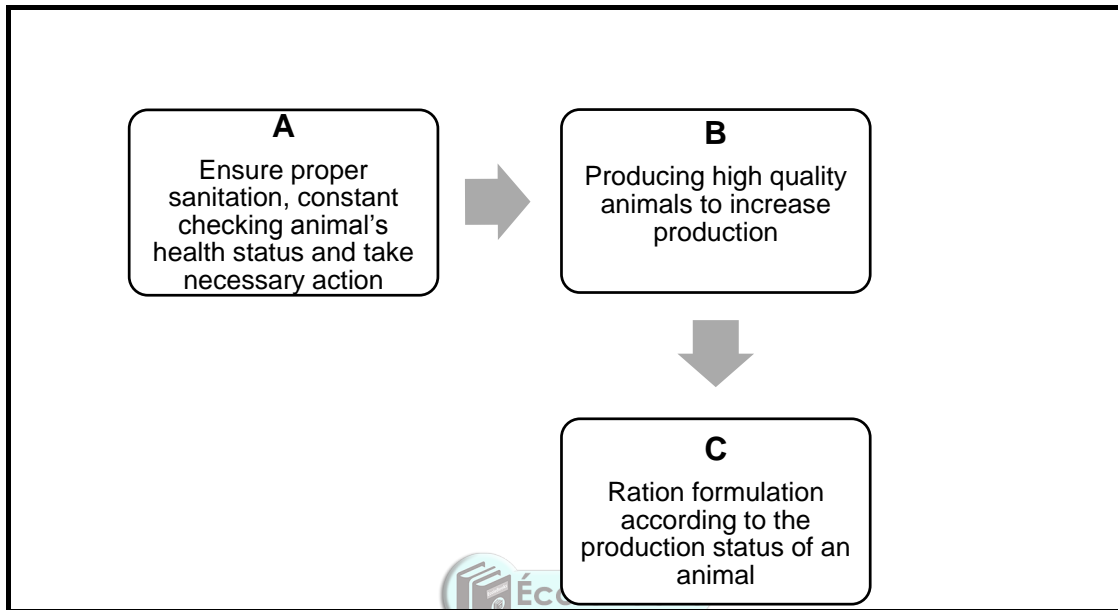 A
Ensure proper
sanitation, constant
checking animal's
health status and take
necessary action
B
Producing high quality
animals to increase
production
C
Ration formulation
according to the
production status of an
animal